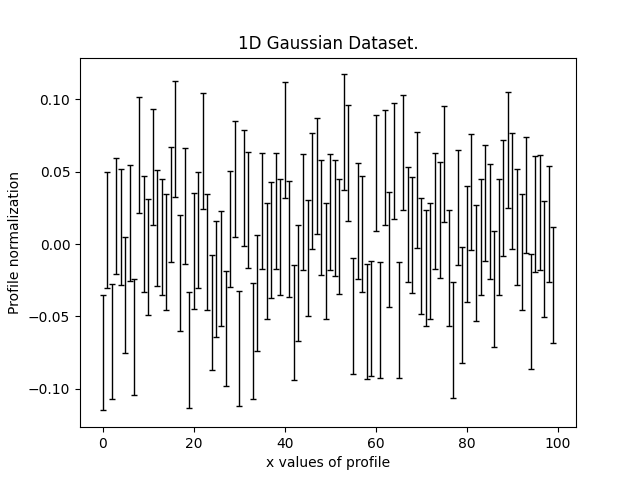 1D Gaussian Dataset.
Profile normalization
0.10
0.05
0.00
−0.05
−0.10
0 20 40 60 80 100
x values of profile